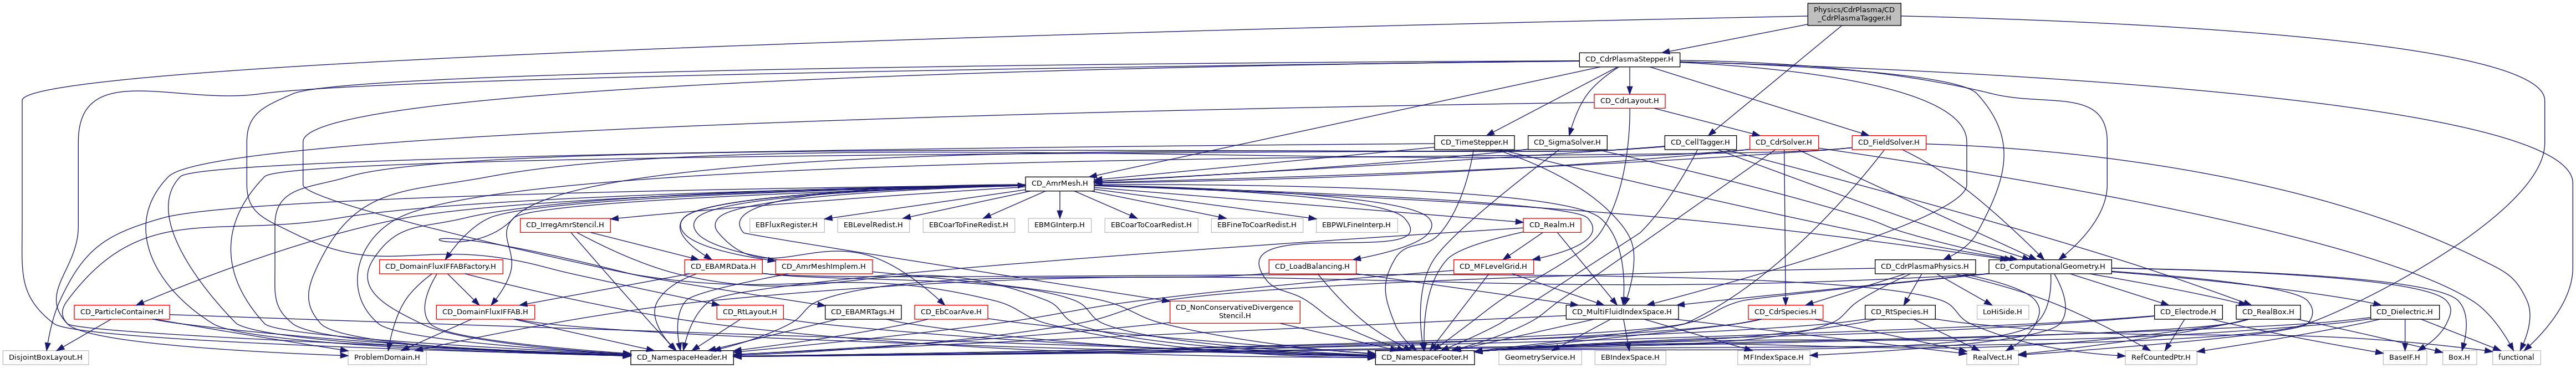 Physics/CdrPlasma/CD
_CdrPlasmaTagger.H
CD_CdrPlasmaStepper.H
CD_CdrLayout.H
CD_TimeStepper.H
CD_SigmaSolver.H
CD_CellTagger.H
CD_CdrSolver.H
CD_FieldSolver.H
CD_AmrMesh.H
CD_IrregAmrStencil.H
EBFluxRegister.H
EBLevelRedist.H
EBCoarToFineRedist.H
EBMGInterp.H
EBCoarToCoarRedist.H
EBFineToCoarRedist.H
EBPWLFineInterp.H
CD_Realm.H
CD_DomainFluxIFFABFactory.H
CD_EBAMRData.H
CD_AmrMeshImplem.H
CD_LoadBalancing.H
CD_MFLevelGrid.H
CD_CdrPlasmaPhysics.H
CD_ComputationalGeometry.H
CD_ParticleContainer.H
CD_DomainFluxIFFAB.H
CD_RtLayout.H
CD_EBAMRTags.H
CD_EbCoarAve.H
CD_NonConservativeDivergence
Stencil.H
CD_MultiFluidIndexSpace.H
CD_CdrSpecies.H
CD_RtSpecies.H
LoHiSide.H
CD_Electrode.H
CD_RealBox.H
CD_Dielectric.H
DisjointBoxLayout.H
ProblemDomain.H
CD_NamespaceHeader.H
CD_NamespaceFooter.H
GeometryService.H
EBIndexSpace.H
MFIndexSpace.H
RealVect.H
RefCountedPtr.H
BaseIF.H
Box.H
functional